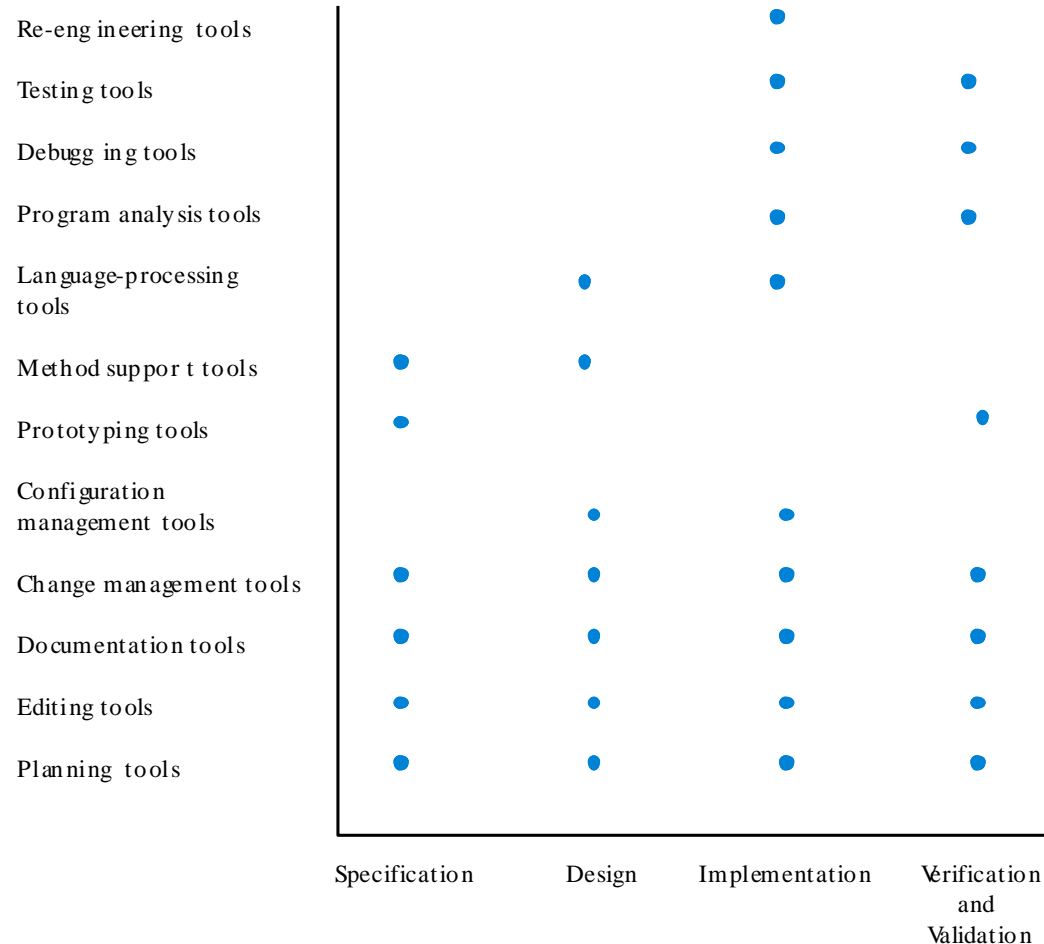 Re-engineering tools
Testing tools
Debugging tools
Program analysis tools
Language-processing
tools
Method support tools
Prototyping tools
Configuration
management tools
Change management tools
Documentation tools
Editing tools
Planning tools
Specification
Design
Implementation
Verification
and
Validation